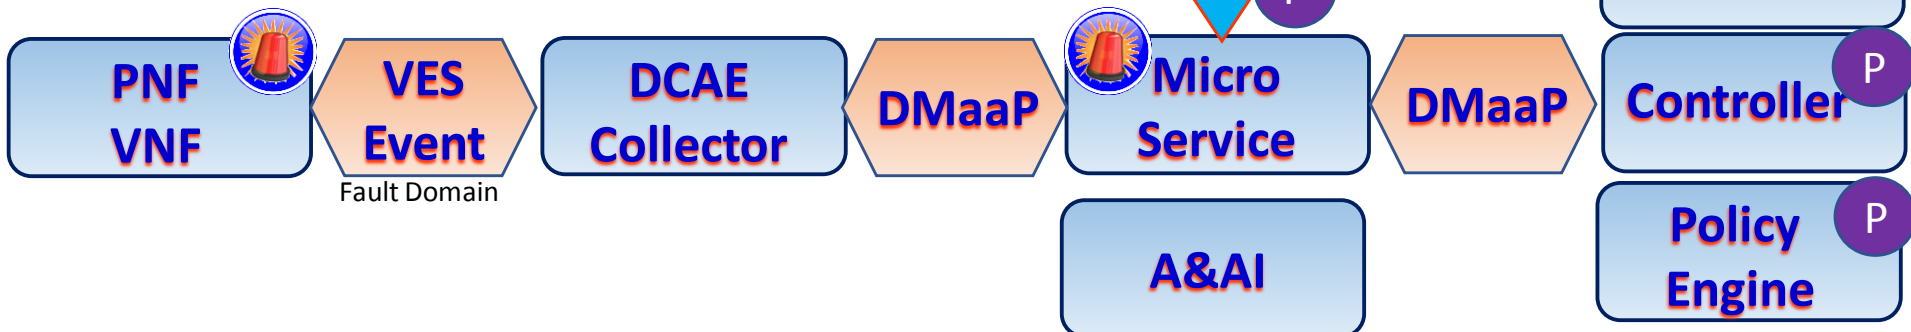 P
PNF
VNF
VES
Event
Fault Domain
DCAE
Collector
DMaaP
Micro
Service
DMaaP
Controller
P
A&AI
Policy
Engine
P